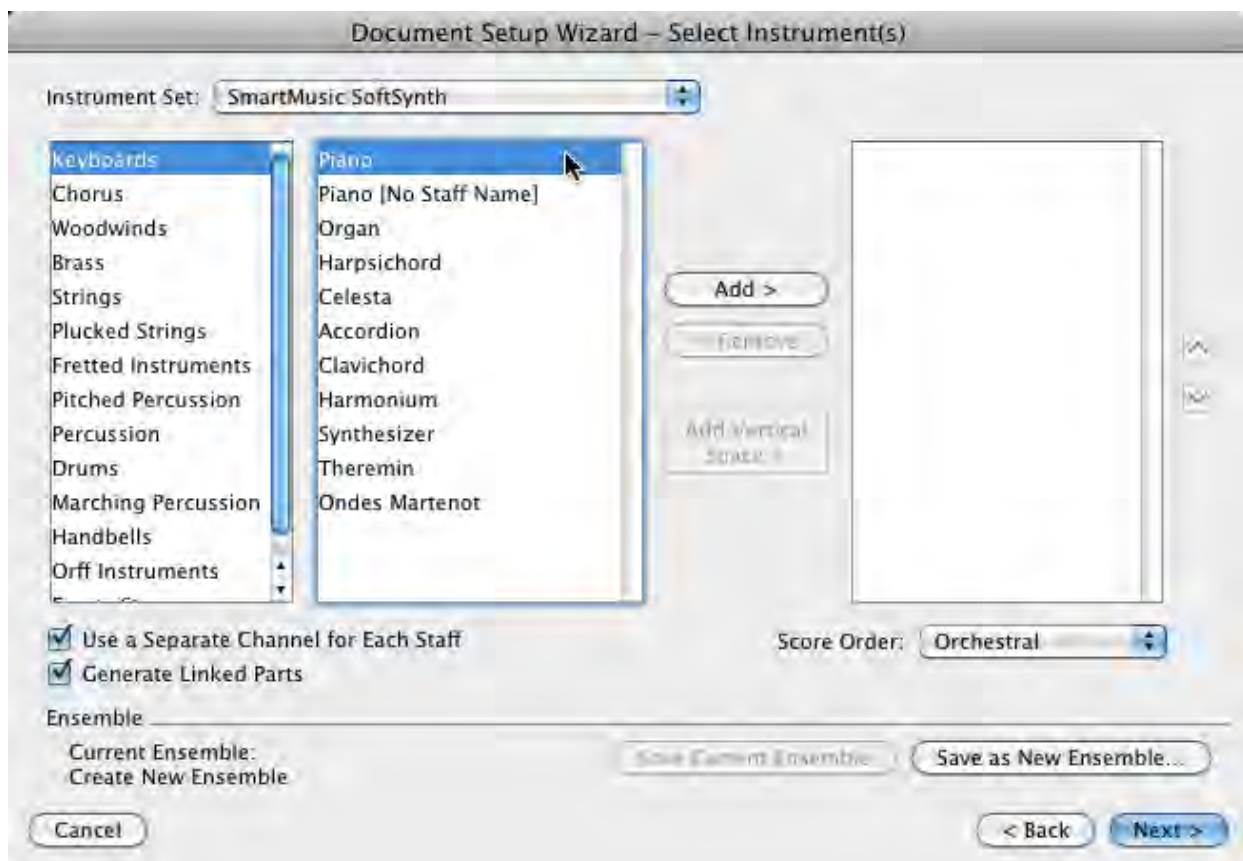 Document Setup Wizard – Select Instrument(s)
Instrument Set: SmartMusic SoftSynth
Keyboards
Chorus
Woodwinds
Brass
Strings
Plucked Strings
Fretted Instruments
Pitched Percussion
Percussion
Drums
Marching Percussion
Handbells
Orff Instruments
Piano
Piano [No Staff Name]
Organ
Harpsichord
Celesta
Accordion
Clavichord
Harmonium
Synthesizer
Theremin
Ondes Martenot
Add >
Remove
Add Vertical
Space >
Use a Separate Channel for Each Staff
Generate Linked Parts
Score Order: Orchestral
Ensemble
Current Ensemble:
Create New Ensemble
Save Current Ensemble
Save as New Ensemble...
Cancel
< Back
Next >